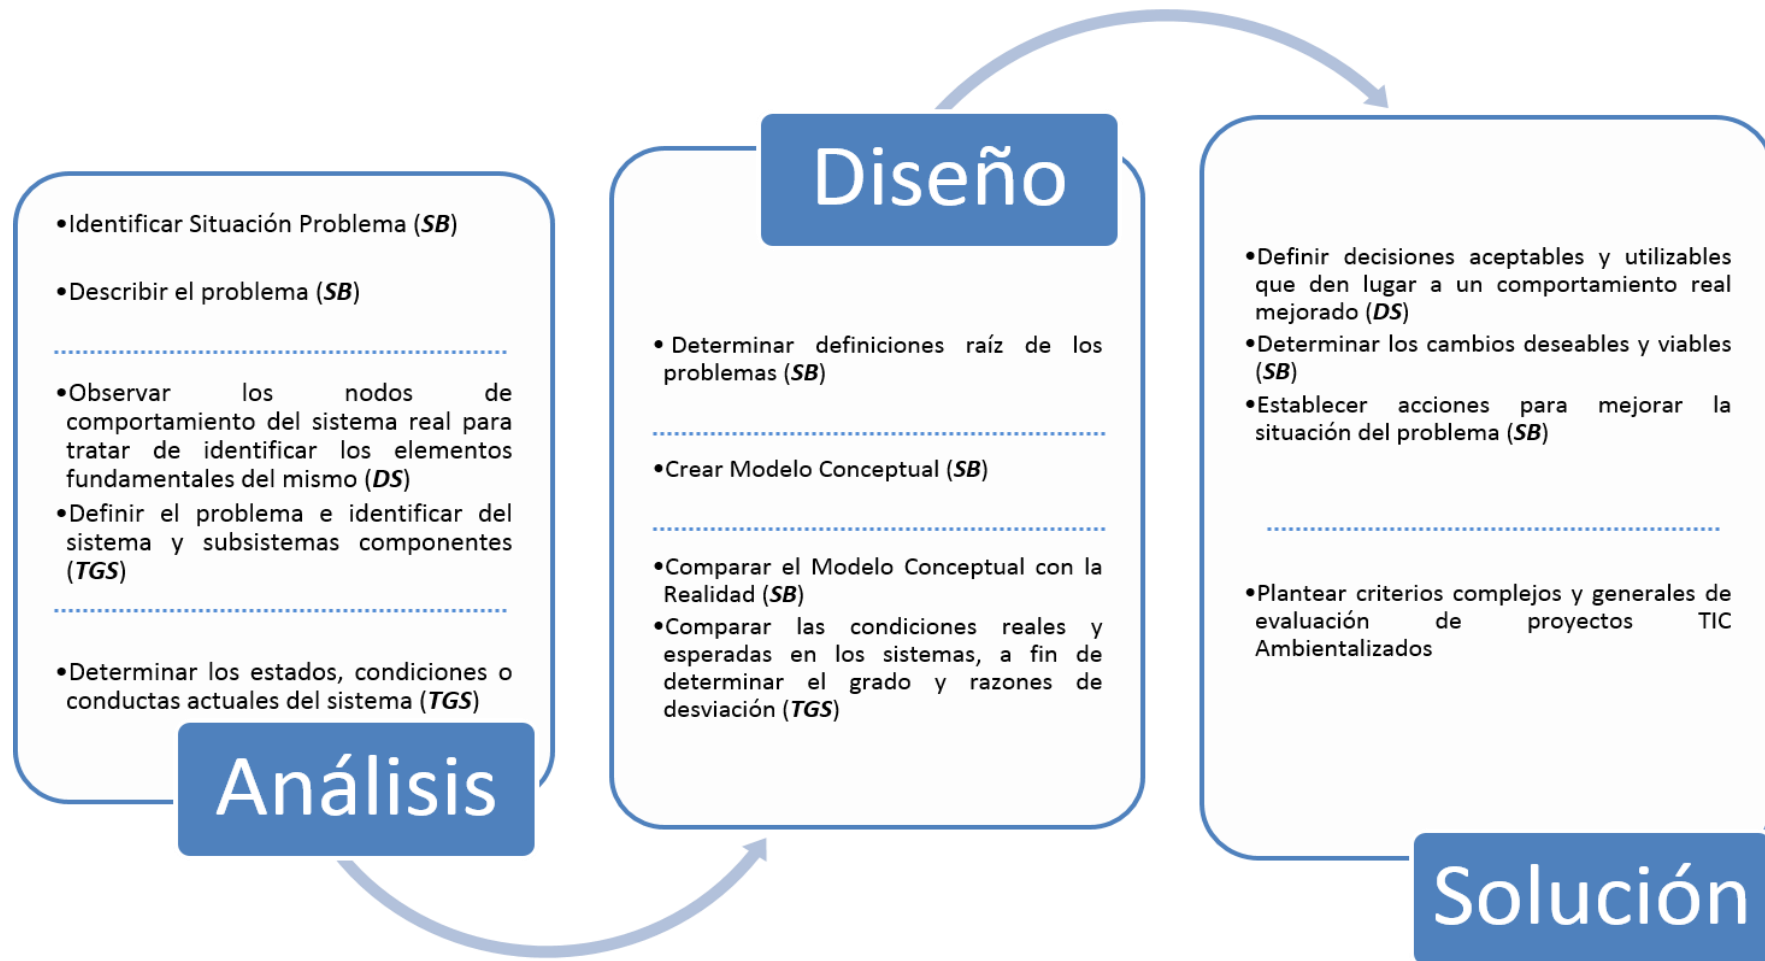 •Identificar Situación Problema (SB)
•Describir el problema (SB)
•Observar los nodos de
comportamiento del sistema real para
tratar de identificar los elementos
fundamentales del mismo (DS)
•Definir el problema e identificar del
sistema y subsistemas componentes
(TGS)
•Determinar los estados, condiciones o
conductas actuales del sistema (TGS)
Análisis
Diseño
• Determinar definiciones raíz de los
problemas (SB)
•Crear Modelo Conceptual (SB)
•Comparar el Modelo Conceptual con la
Realidad (SB)
•Comparar las condiciones reales y
esperadas en los sistemas, a fin de
determinar el grado y razones de
desviación (TGS)
•Definir decisiones aceptables y utilizables
que den lugar a un comportamiento real
mejorado (DS)
•Determinar los cambios deseables y viables
(SB)
•Establecer acciones para mejorar la
situación del problema (SB)
•Plantear criterios complejos y generales de
evaluación de proyectos TIC
Ambientalizados
Solución